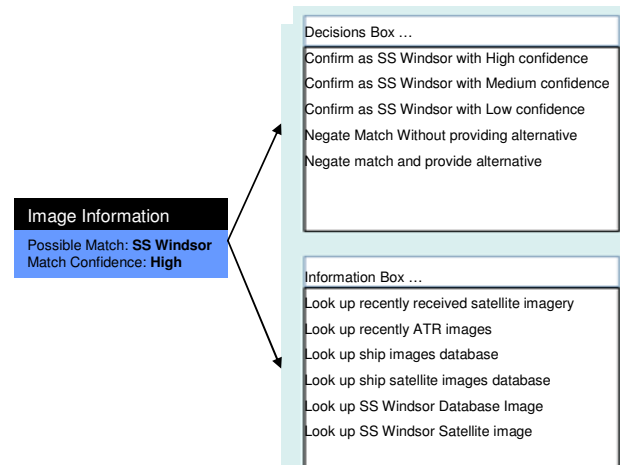 Decisions Box …
Confirm as SS Windsor with High confidence
Confirm as SS Windsor with Medium confidence
Confirm as SS Windsor with Low confidence
Negate Match Without providing alternative
Negate match and provide alternative
Image Information
Possible Match: SS Windsor
Match Confidence: High
Information Box …
Look up recently received satellite imagery
Look up recently ATR images
Look up ship images database
Look up ship satellite images database
Look up SS Windsor Database Image
Look up SS Windsor Satellite image